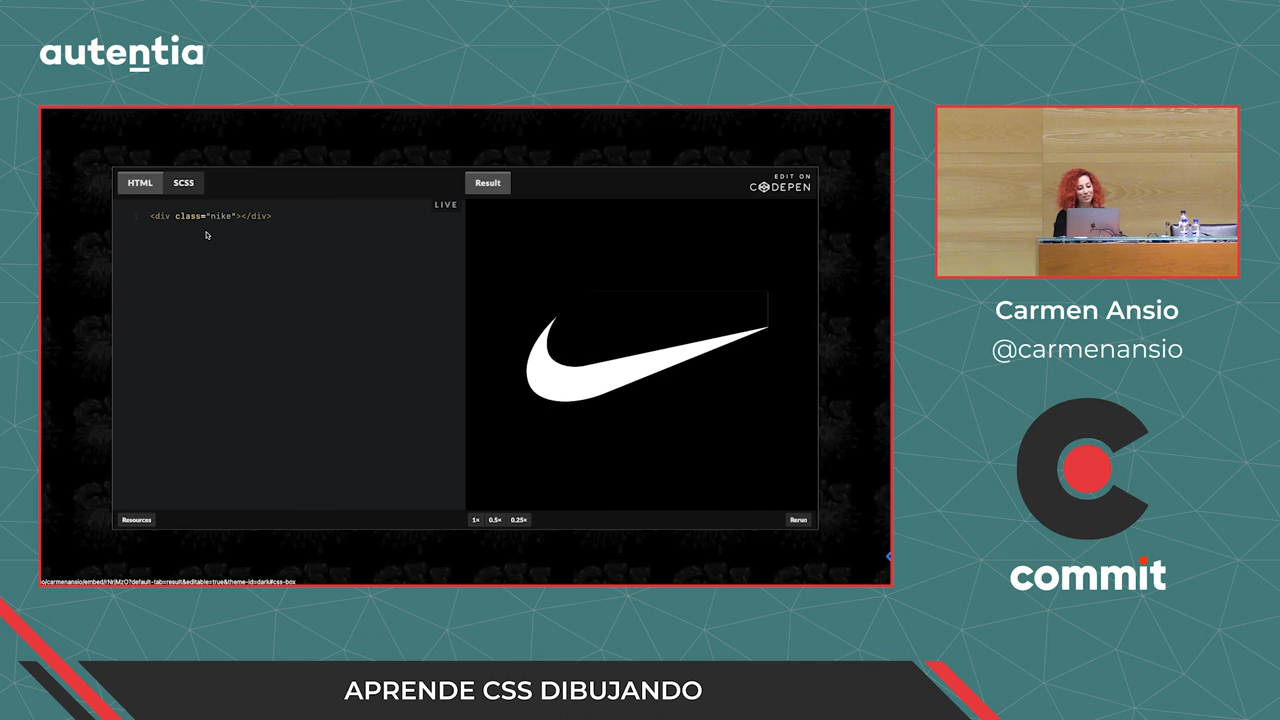 autentia
HTML
SCSS
Result
EDIT ON
CODEPEN
LIVE
1 <div class="nike"></div>
Resources
1×
0.5×
0.25×
Rerun
Carmen Ansio
@carmenansio
commit
APRENDE CSS DIBUJANDO